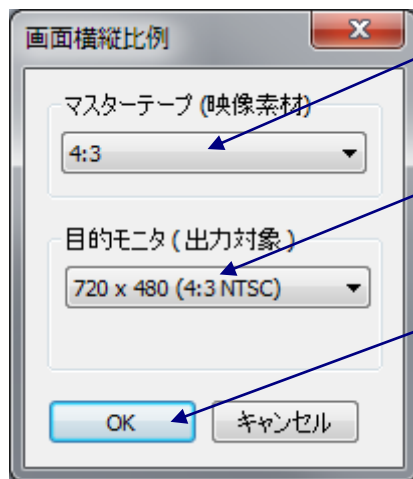 画面横縦比例
マスターテープ (映像素材)
4:3
目的モニタ ( 出力対象 )
720 x 480 (4:3 NTSC)
OK
キャンセル